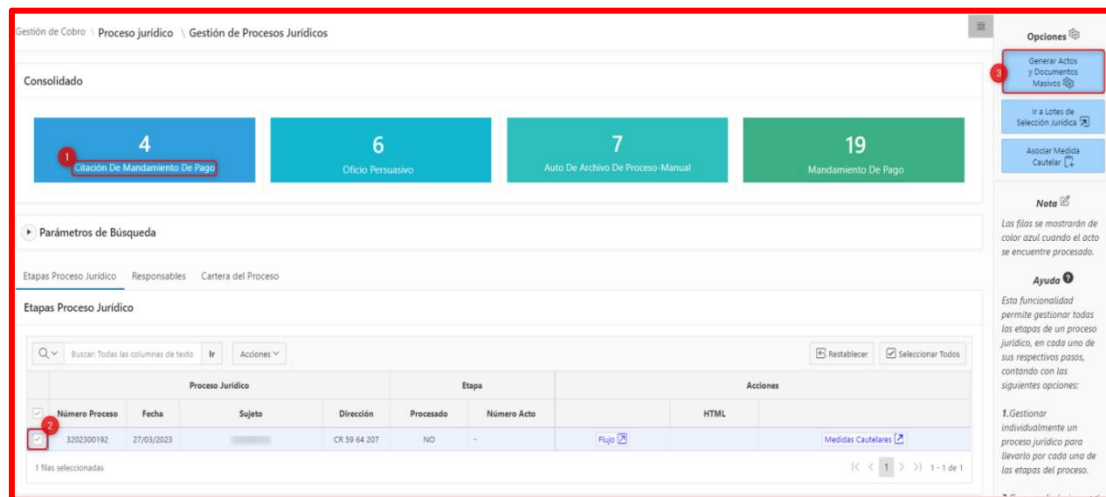 Gestión de Cobro \ Proceso jurídico \ Gestión de Procesos Jurídicos
Consolidado
4
1
Citación De Mandamiento De Pago
6
Oficio Persuasivo
7
Auto De Archivo De Proceso-Manual
19
Mandamiento De Pago
Parámetros de Búsqueda
Etapas Proceso Jurídico Responsables Cartera del Proceso
Etapas Proceso Jurídico
Buscar: Todas las columnas de texto Ir Acciones Restablecer Seleccionar Todos
Proceso Jurídico Etapa Acciones
Número Proceso Fecha Sujeto Dirección Procesado Número Acto HTML
2
3202300192 27/03/2023 CR 59 64 207 NO - Flujo Medidas Cautelares
1 filas seleccionadas 1 1 - 1 de 1
Opciones
3
Generar Actos
y Documentos
Masivos
Ir a Lotes de
Selección Jurídica
Asociar Medida
Cautelar
Nota
Las filas se mostrarán de
color azul cuando el acto
se encuentre procesado.
Ayuda
Esta funcionalidad
permite gestionar todas
las etapas de un proceso
jurídico, en cada uno de
sus respectivos pasos,
contando con las
siguientes opciones:
1.Gestionar
individualmente un
proceso jurídico para
llevarlo por cada una de
las etapas del proceso.